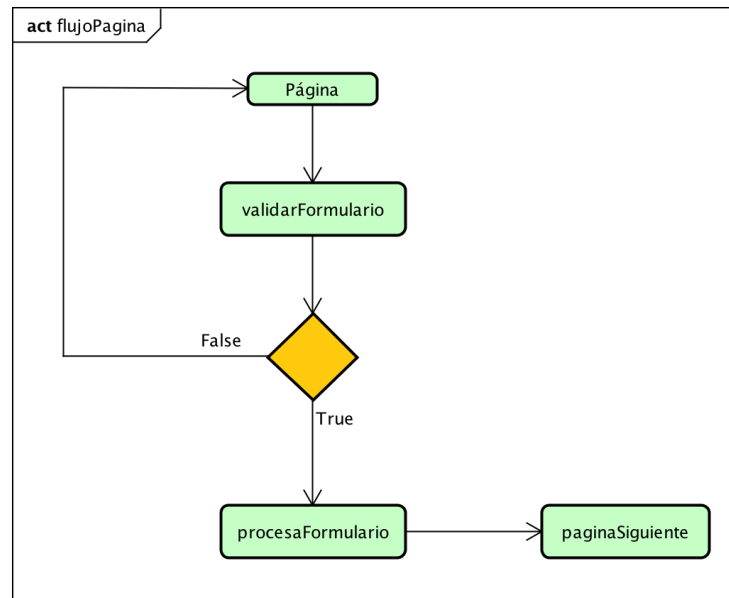 act flujoPagina
Página
validarFormulario
False
True
procesaFormulario
paginaSiguiente